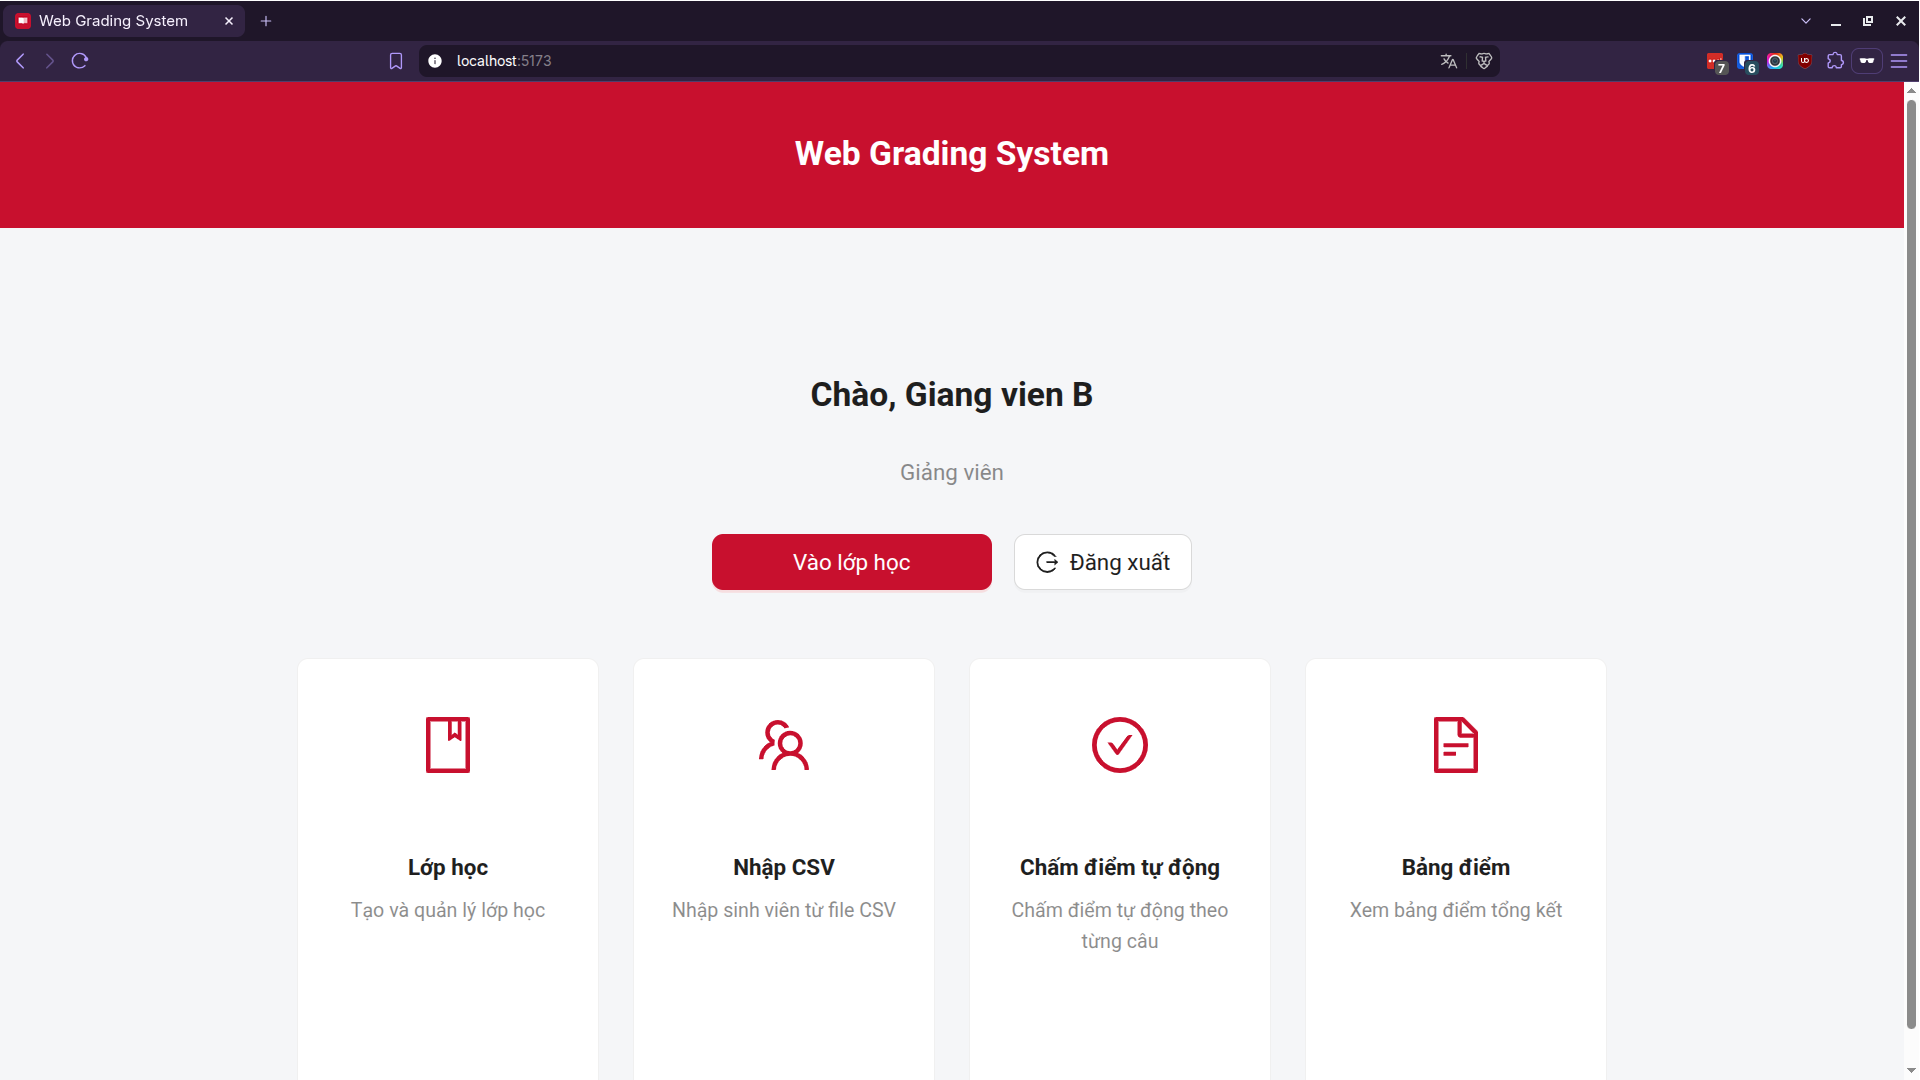 Web Grading System
localhost:5173
7
6
Web Grading System
Chào, Giang vien B
Giảng viên
Vào lớp học
Đăng xuất
Lớp học
Tạo và quản lý lớp học
Nhập CSV
Nhập sinh viên từ file CSV
Chấm điểm tự động
Chấm điểm tự động theo
từng câu
Bảng điểm
Xem bảng điểm tổng kết